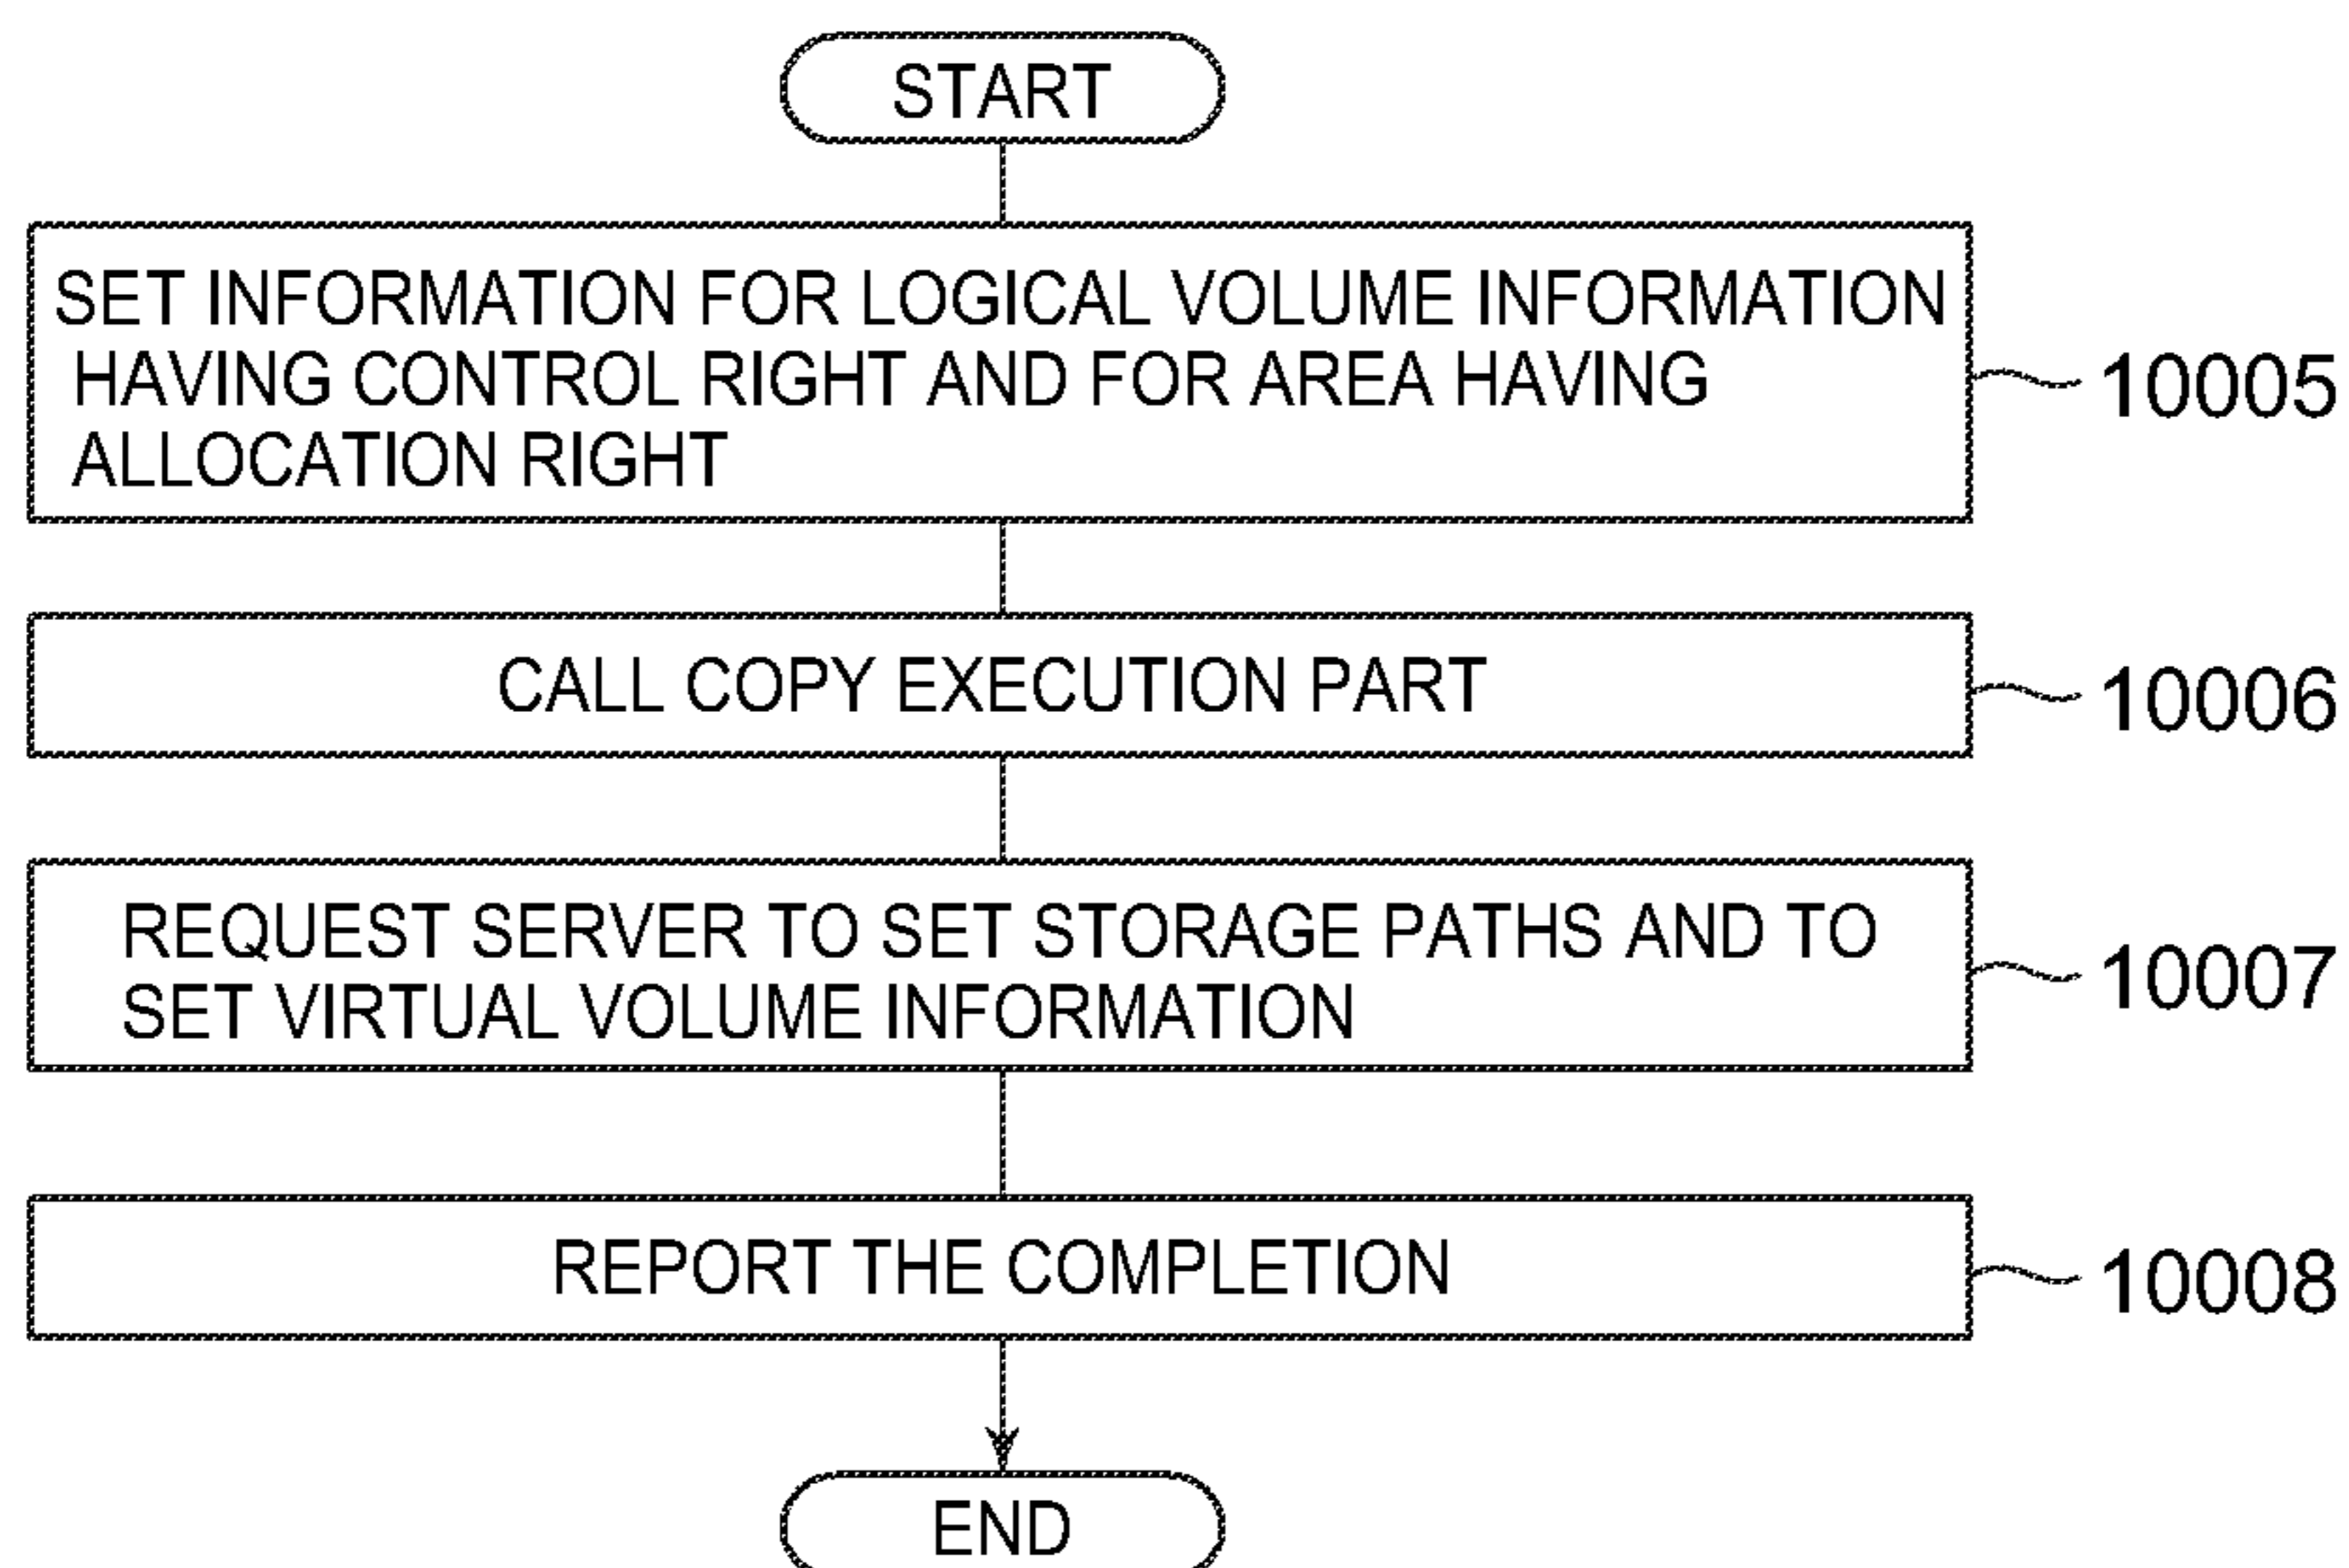 START
SET INFORMATION FOR LOGICAL VOLUME INFORMATION
HAVING CONTROL RIGHT AND FOR AREA HAVING
ALLOCATION RIGHT
10005
CALL COPY EXECUTION PART
10006
REQUEST SERVER TO SET STORAGE PATHS AND TO
SET VIRTUAL VOLUME INFORMATION
10007
REPORT THE COMPLETION
10008
END